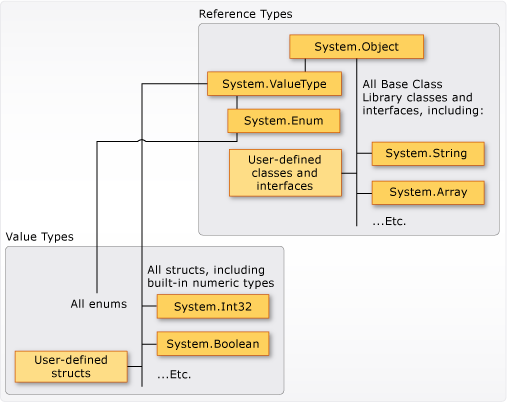 Reference Types
System.Object
System.ValueType
System.Enum
All Base Class
Library classes and
interfaces, including:
User-defined
classes and
interfaces
System.String
System.Array
...Etc.
Value Types
All enums
All structs, including
built-in numeric types
System.Int32
System.Boolean
User-defined
structs
...Etc.